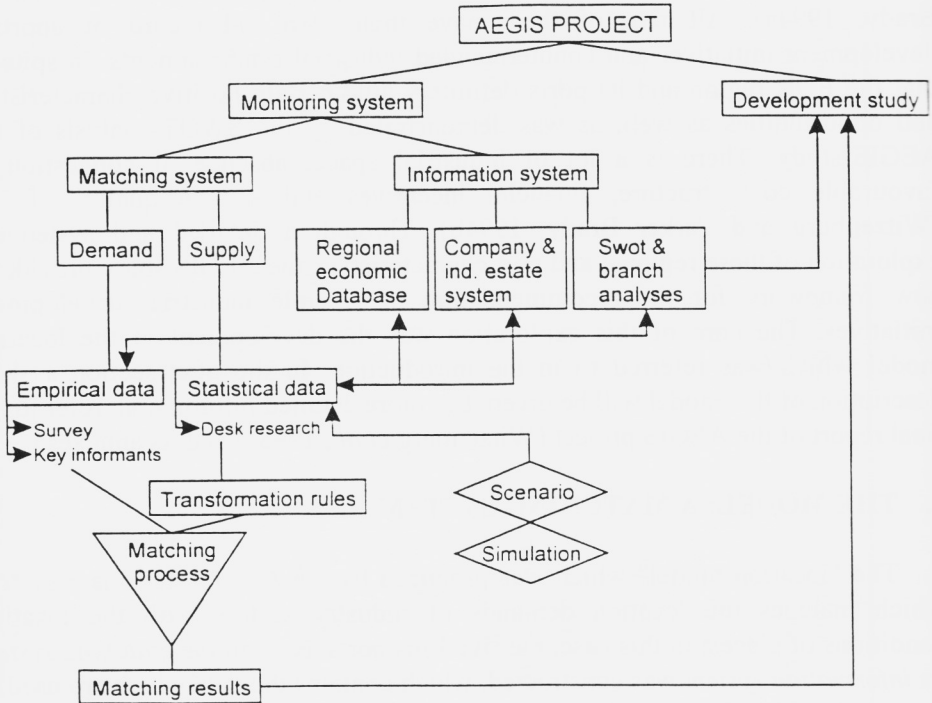 AEGIS PROJECT
Monitoring system
Development study
Matching system
Information system
Demand
Supply
Regional
economic
Database
Company &
ind. estate
system
Swot &
branch
analyses
Empirical data
Statistical data
Survey
Key informants
Desk research
Transformation rules
Scenario
Simulation
Matching
process
Matching results